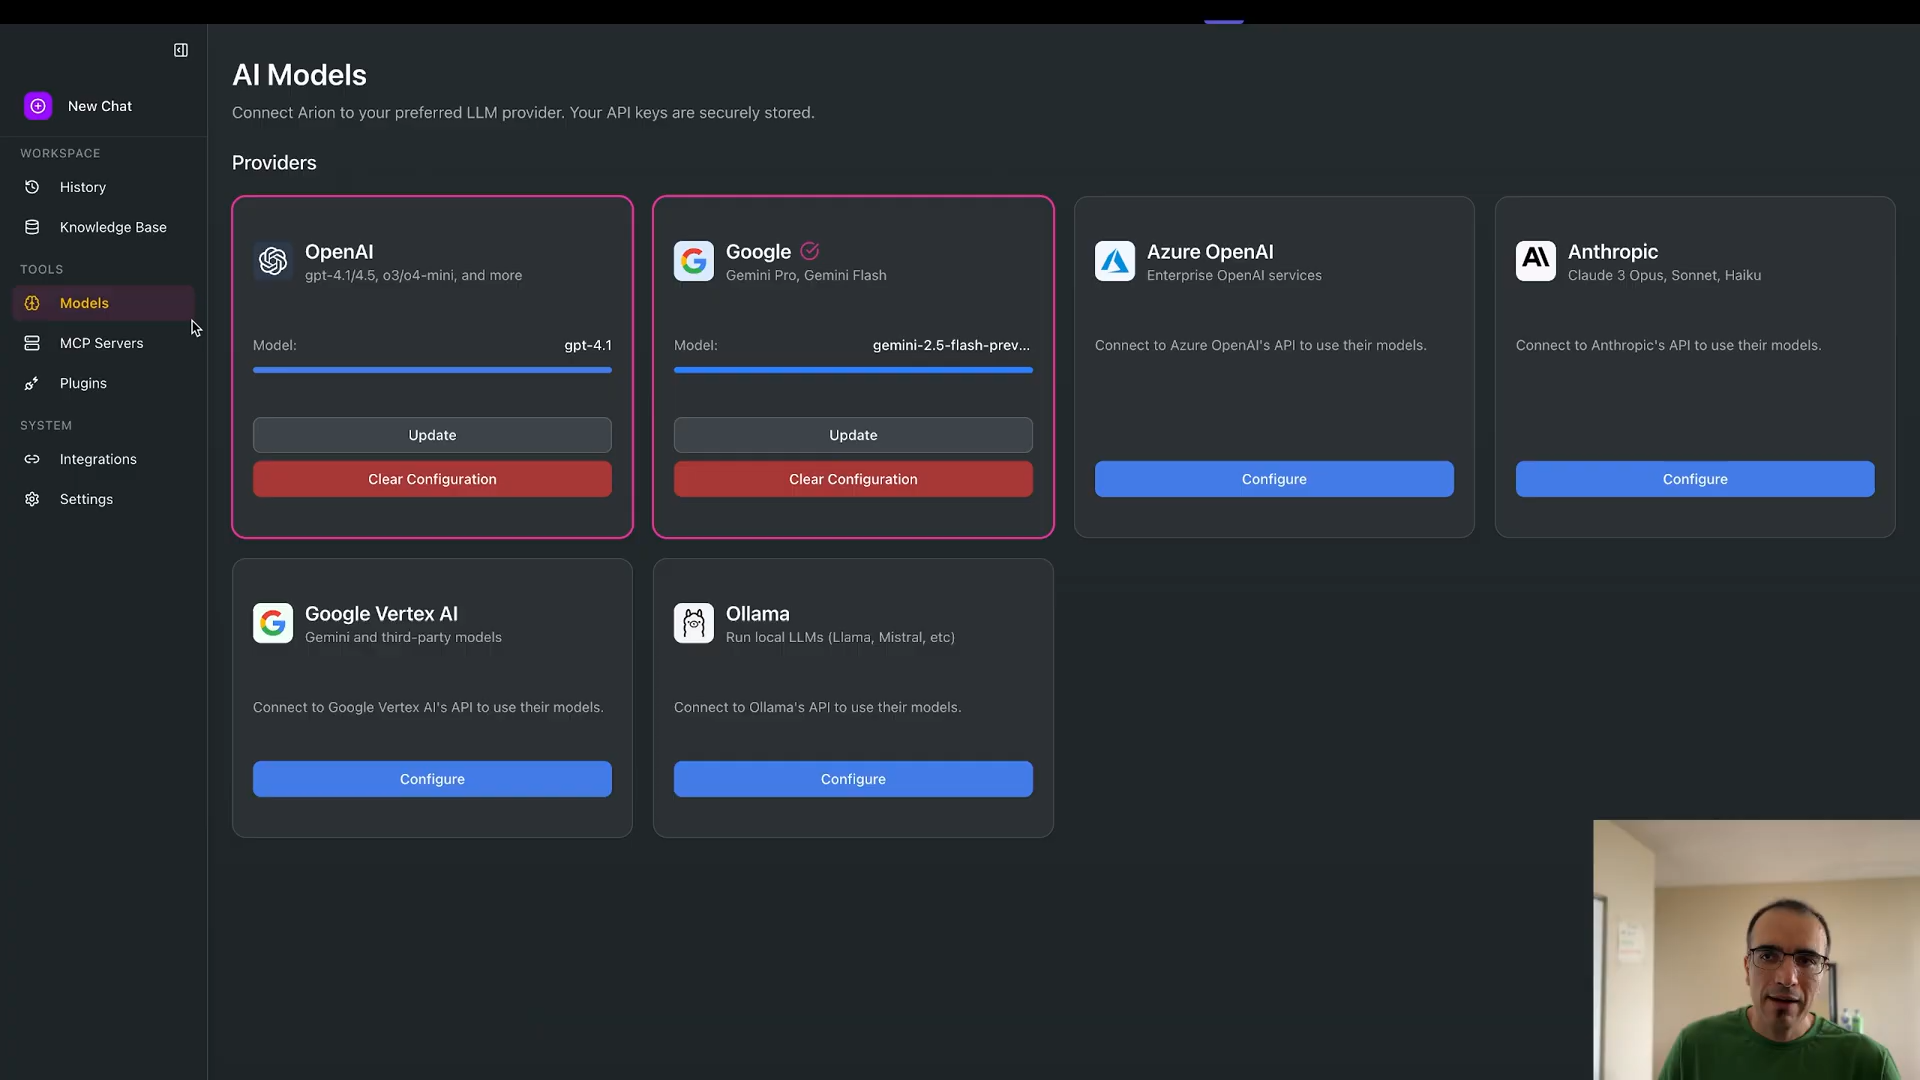 New Chat
WORKSPACE
History
Knowledge Base
TOOLS
Models
MCP Servers
Plugins
SYSTEM
Integrations
Settings
AI Models
Connect Arion to your preferred LLM provider. Your API keys are securely stored.
Providers
OpenAI
gpt-4.1/4.5, o3/o4-mini, and more
Model: gpt-4.1
Update
Clear Configuration
Google
Gemini Pro, Gemini Flash
Model: gemini-2.5-flash-prev...
Update
Clear Configuration
Azure OpenAI
Enterprise OpenAI services
Connect to Azure OpenAI's API to use their models.
Configure
Anthropic
Claude 3 Opus, Sonnet, Haiku
Connect to Anthropic's API to use their models.
Configure
Google Vertex AI
Gemini and third-party models
Connect to Google Vertex AI's API to use their models.
Configure
Ollama
Run local LLMs (Llama, Mistral, etc)
Connect to Ollama's API to use their models.
Configure